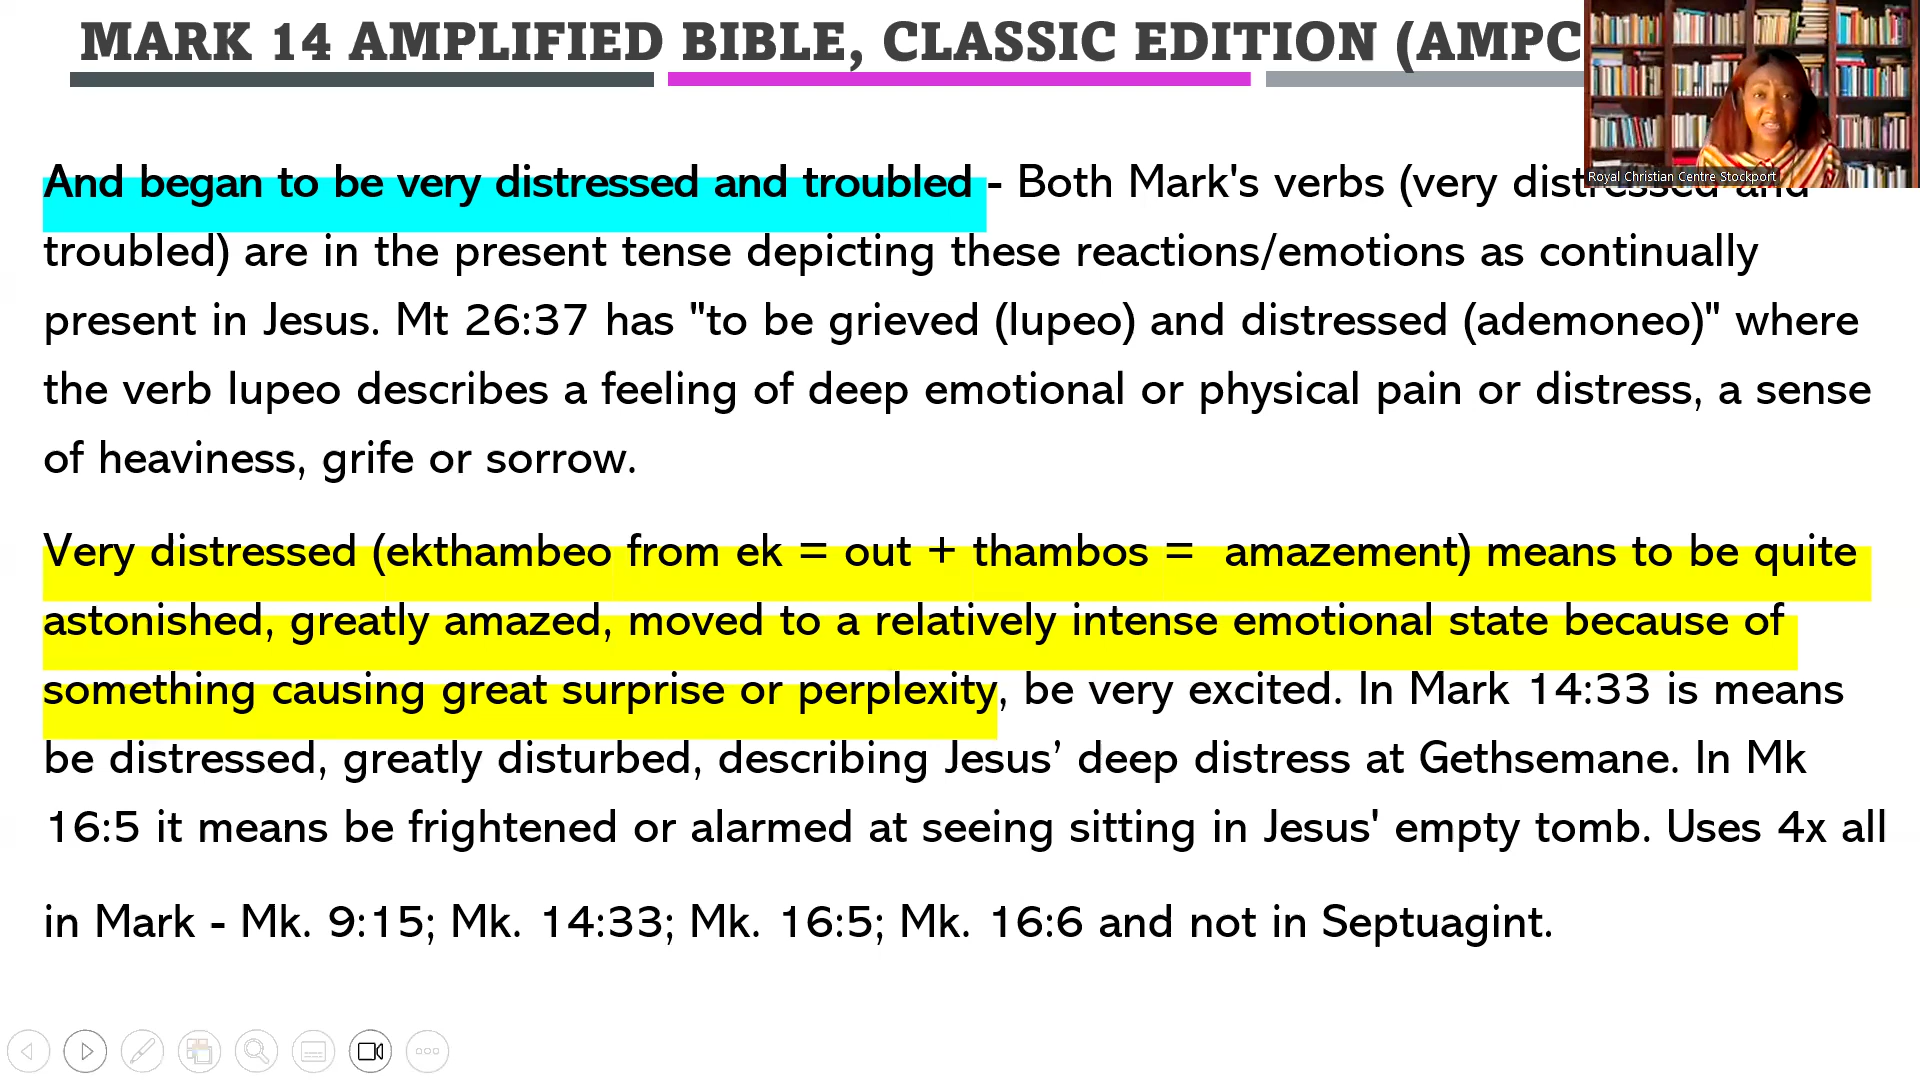 MARK 14 AMPLIFIED BIBLE, CLASSIC EDITION (AMPC
Royal Christian Centre Stockport
And began to be very distressed and troubled - Both Mark's verbs (very distressed and
troubled) are in the present tense depicting these reactions/emotions as continually
present in Jesus. Mt 26:37 has "to be grieved (lupeo) and distressed (ademoneo)" where
the verb lupeo describes a feeling of deep emotional or physical pain or distress, a sense
of heaviness, grife or sorrow.
Very distressed (ekthambeo from ek = out + thambos = amazement) means to be quite
astonished, greatly amazed, moved to a relatively intense emotional state because of
something causing great surprise or perplexity, be very excited. In Mark 14:33 is means
be distressed, greatly disturbed, describing Jesus’ deep distress at Gethsemane. In Mk
16:5 it means be frightened or alarmed at seeing sitting in Jesus' empty tomb. Uses 4x all
in Mark - Mk. 9:15; Mk. 14:33; Mk. 16:5; Mk. 16:6 and not in Septuagint.